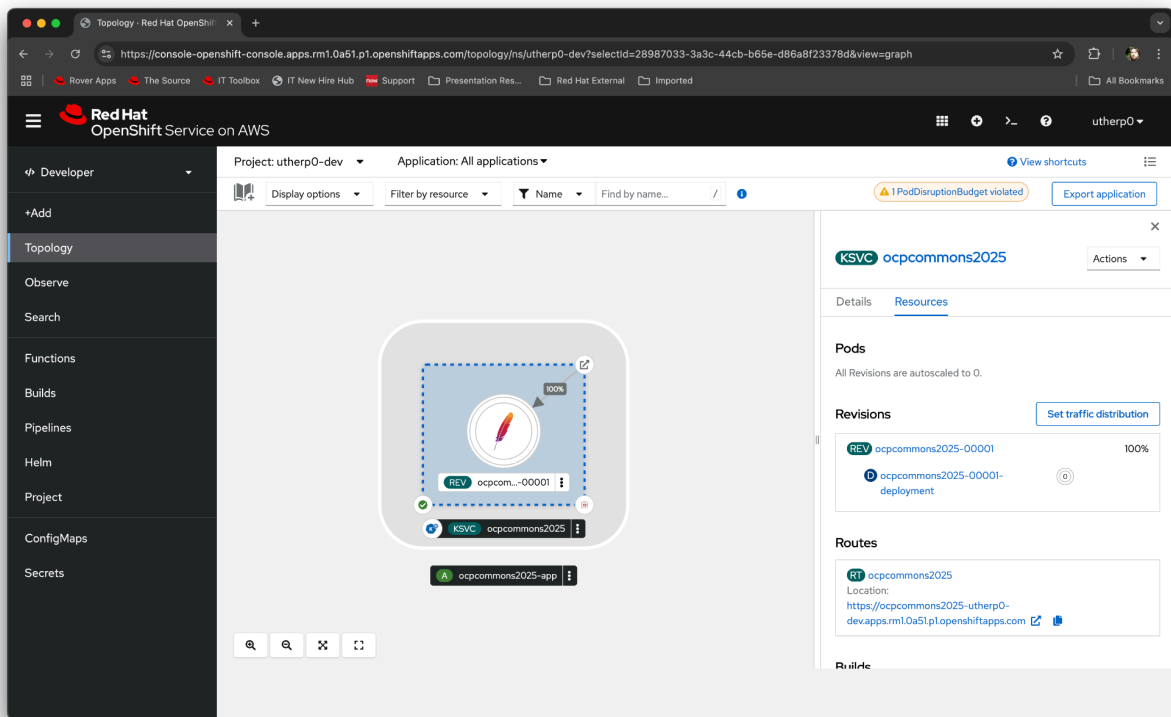 Topology · Red Hat OpenShift
https://console-openshift-console.apps.rm1.0a51.p1.openshiftapps.com/topology/ns/utherp0-dev?selectId=28987033-3a3c-44cb-b65e-d86a8f23378d&view=graph
Rover Apps The Source IT Toolbox IT New Hire Hub now Support Presentation Res... Red Hat External Imported All Bookmarks
Red Hat
OpenShift Service on AWS
utherp0
Developer
+Add
Topology
Observe
Search
Functions
Builds
Pipelines
Helm
Project
ConfigMaps
Secrets
Project: utherp0-dev Application: All applications View shortcuts
Display options Filter by resource Name Find by name... / 1 PodDisruptionBudget violated Export application
100%
REV ocpcom...-00001
KSVC ocpcommons2025
A ocpcommons2025-app
KSVC ocpcommons2025 Actions
Details Resources
Pods
All Revisions are autoscaled to 0.
Revisions Set traffic distribution
REV ocpcommons2025-00001 100%
D ocpcommons2025-00001- 0
deployment
Routes
RT ocpcommons2025
Location:
https://ocpcommons2025-utherp0-
dev.apps.rm1.0a51.p1.openshiftapps.com
Builds